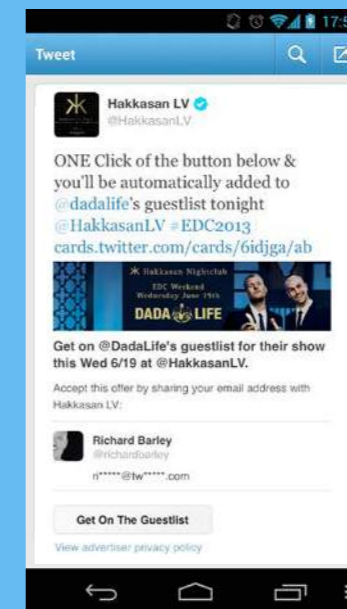 17:5
Tweet
Hakkasan LV
@HakkasanLV
ONE Click of the button below &
you'll be automatically added to
@dadalife's guestlist tonight
@HakkasanLV #EDC2013
cards.twitter.com/cards/6idjga/ab
Hakkasan Nightclub
EDC Weekend
Wednesday June 19th
DADA LIFE
Get on @DadaLife's guestlist for their show
this Wed 6/19 at @HakkasanLV.
Accept this offer by sharing your email address with
Hakkasan LV:
Richard Barley
@richardbarley
ri*****@tw*****.com
Get On The Guestlist
View advertiser privacy policy